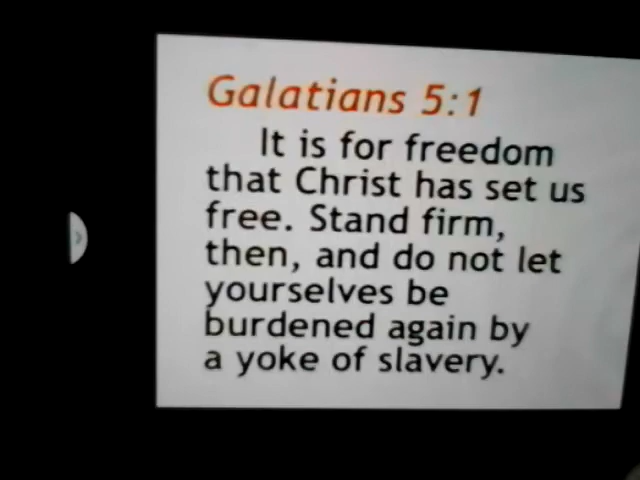 Galatians 5:1
It is for freedom
that Christ has set us
free. Stand firm,
then, and do not let
yourselves be
burdened again by
a yoke of slavery.